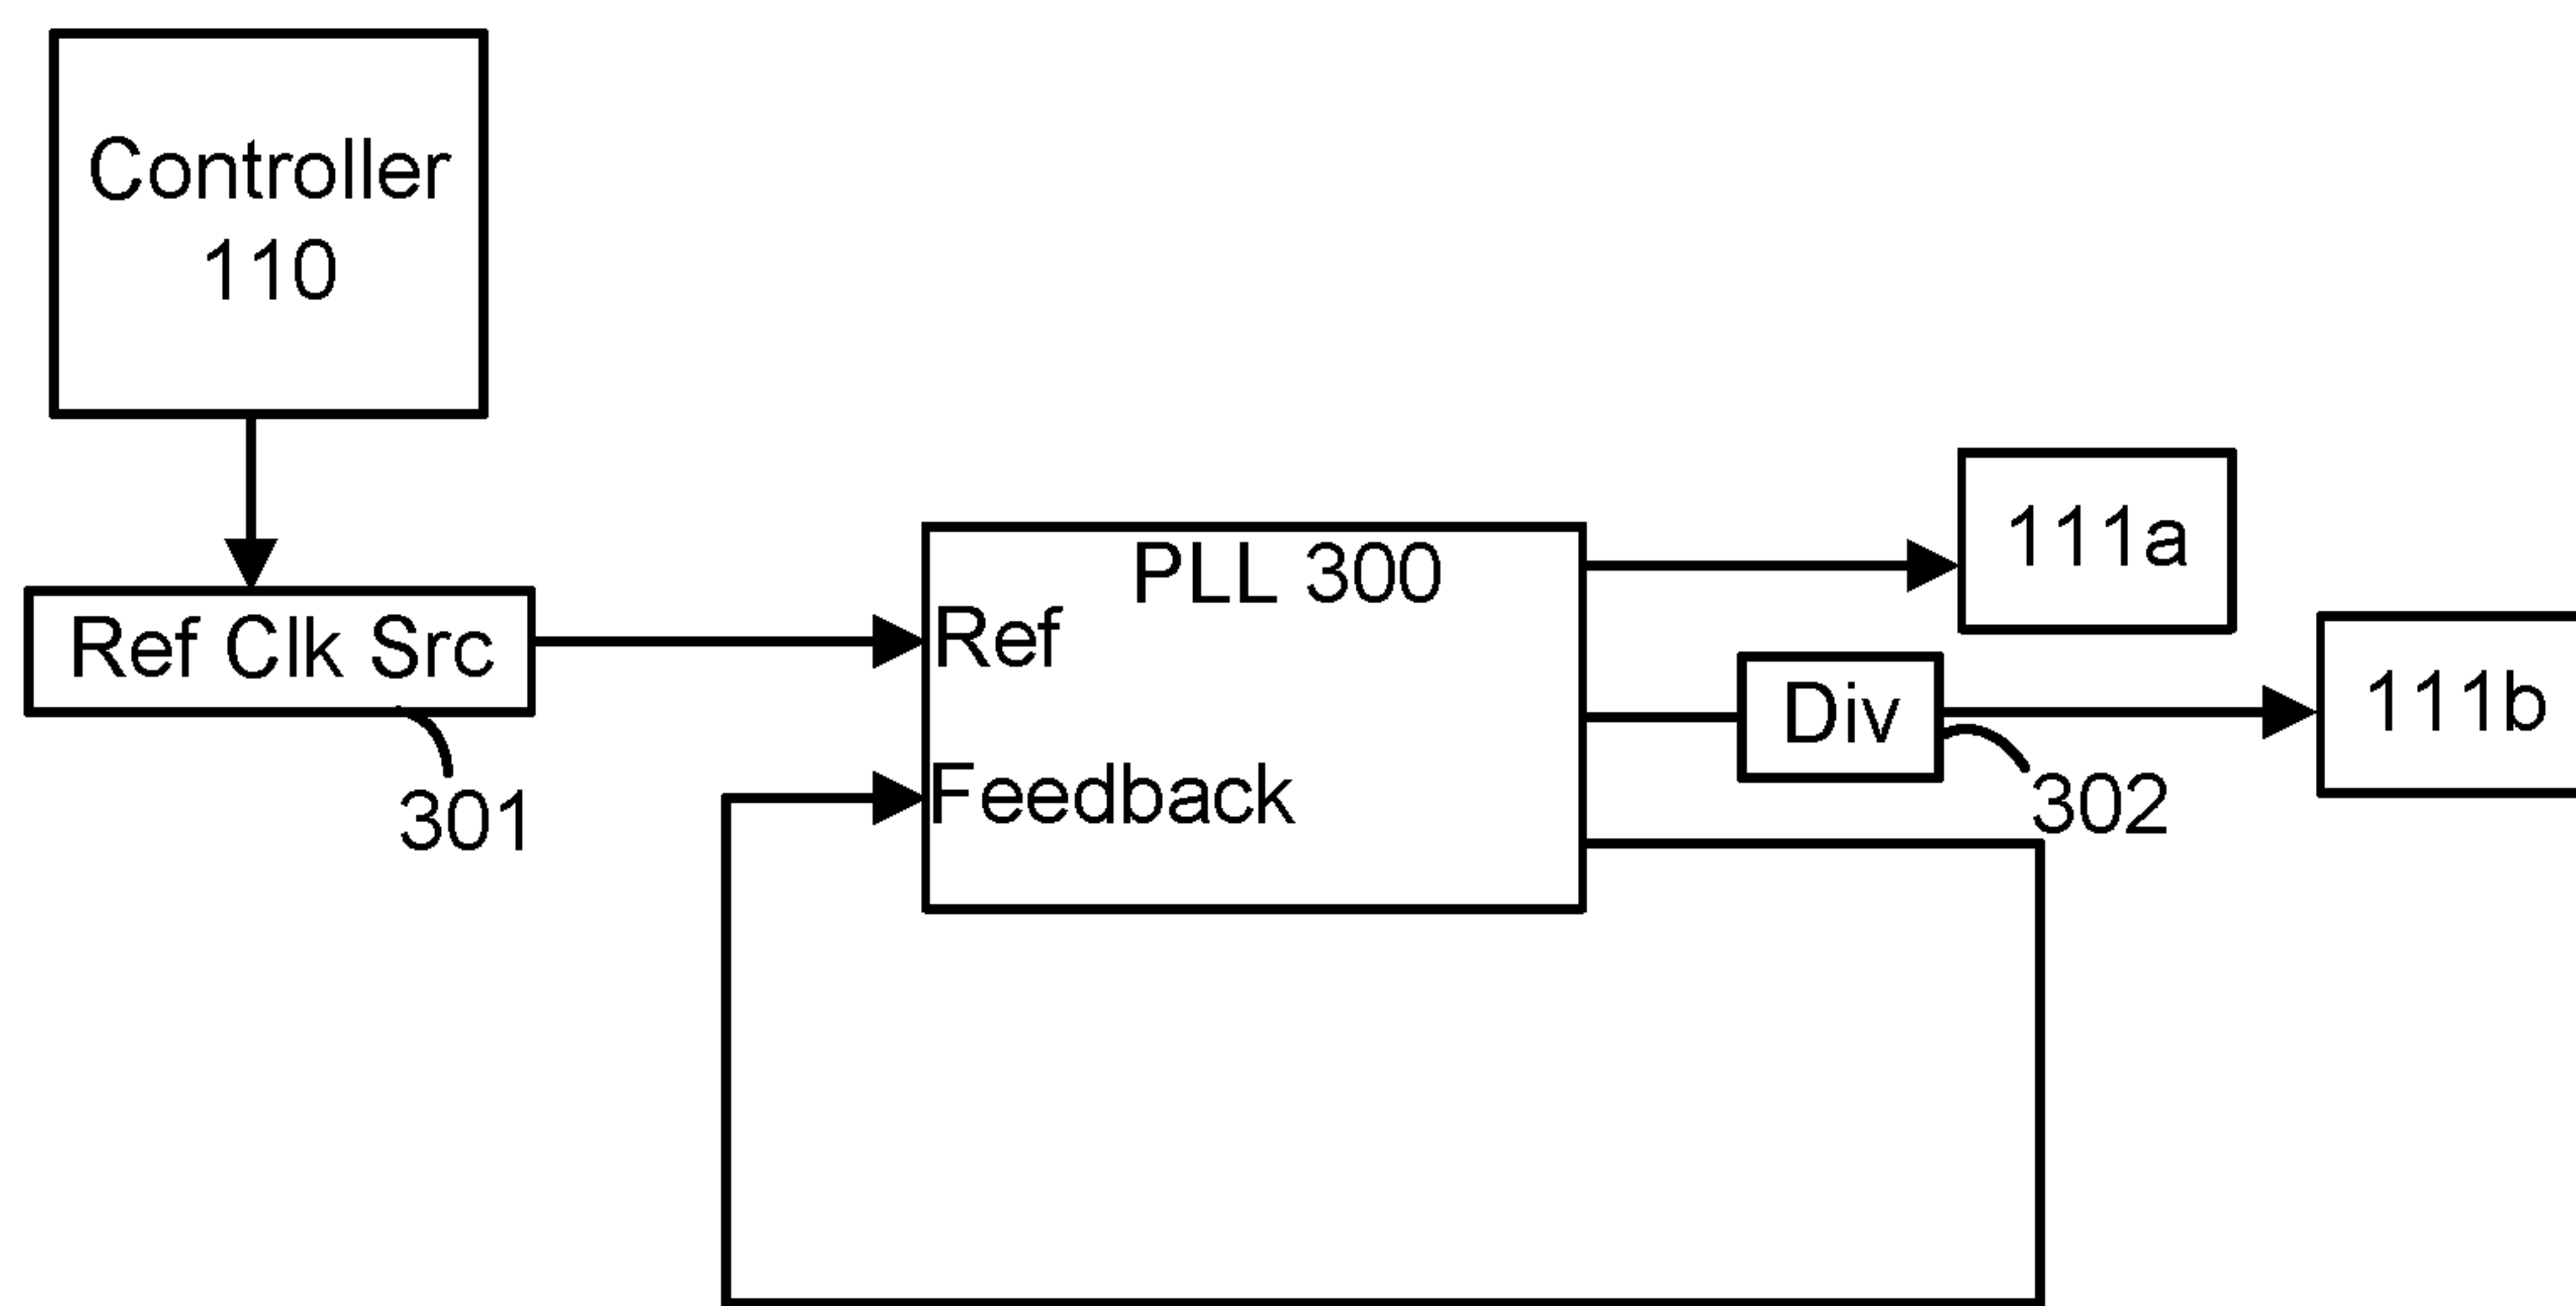 Controller
110
Ref Clk Src
301
PLL 300
Ref
Feedback
111a
Div
302
111b